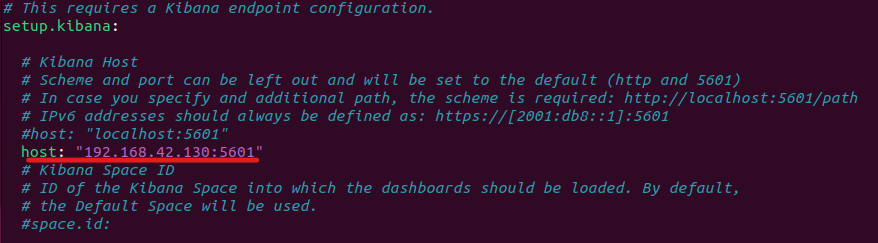 # This requires a Kibana endpoint configuration.
setup.kibana:
# Kibana Host
# Scheme and port can be left out and will be set to the default (http and 5601)
# In case you specify and additional path, the scheme is required: http://localhost:5601/path
# IPv6 addresses should always be defined as: https://[2001:db8::1]:5601
#host: "localhost:5601"
host: "192.168.42.130:5601"
# Kibana Space ID
# ID of the Kibana Space into which the dashboards should be loaded. By default,
# the Default Space will be used.
#space.id: